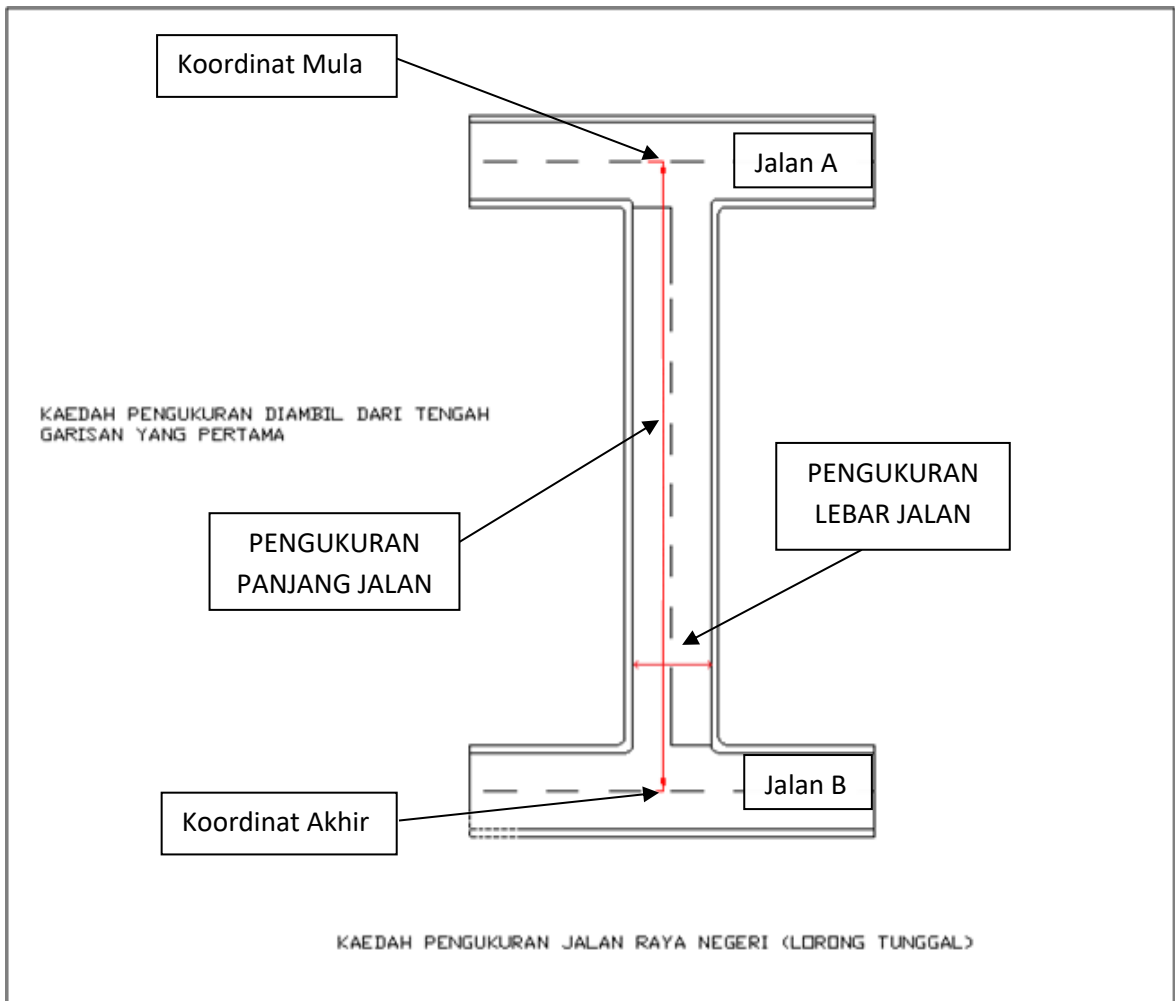 Koordinat Mula
Jalan A
KAEDAH PENGUKURAN DIAMBIL DARI TENGAH
GARISAN YANG PERTAMA
PENGUKURAN
LEBAR JALAN
PENGUKURAN
PANJANG JALAN
Jalan B
Koordinat Akhir
KAEDAH PENGUKURAN JALAN RAYA NEGERI (LORONG TUNGGAL)